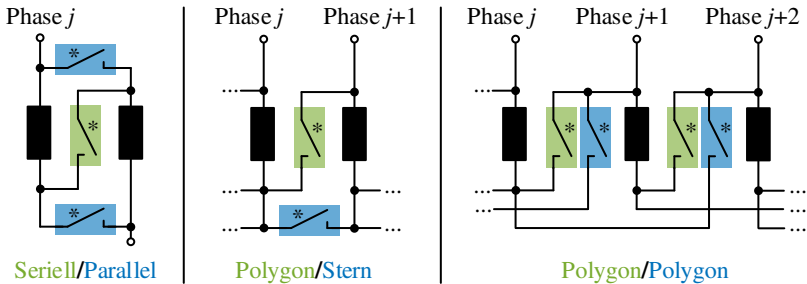 Phase j
Phase j
Phase j+1
Phase j
Phase j+1
Phase j+2
*
*
*
*
*
*
*
*
*
...
...
...
...
...
...
...
...
...
...
Seriell/Parallel
Polygon/Stern
Polygon/Polygon